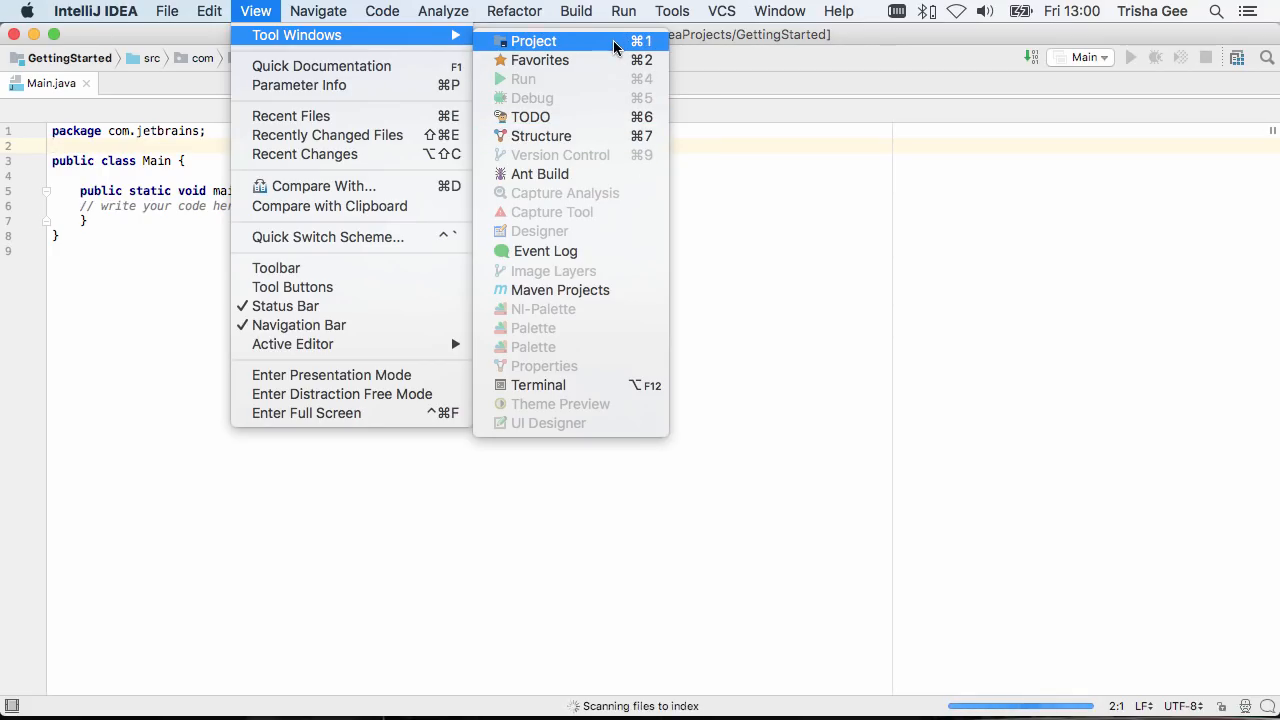 IntelliJ IDEA File Edit View Navigate Code Analyze Refactor Build Run Tools VCS Window Help Fri 13:00 Trisha Gee
eaProjects/GettingStarted]
GettingStarted src com Main
Main.java
Tool Windows
Quick Documentation F1
Parameter Info ⌘P
Recent Files ⌘E
Recently Changed Files ⇧⌘E
Recent Changes ⌥⇧C
Compare With... ⌘D
Compare with Clipboard
Quick Switch Scheme... ^ `
Toolbar
Tool Buttons
✓ Status Bar
✓ Navigation Bar
Active Editor
Enter Presentation Mode
Enter Distraction Free Mode
Enter Full Screen ^⌘F
Project ⌘1
Favorites ⌘2
Run ⌘4
Debug ⌘5
TODO ⌘6
Structure ⌘7
Version Control ⌘9
Ant Build
Capture Analysis
Capture Tool
Designer
Event Log
Image Layers
Maven Projects
NI-Palette
Palette
Palette
Properties
Terminal ⌥F12
Theme Preview
UI Designer
1 package com.jetbrains;
2
3 public class Main {
4
5 public static void mai
6 // write your code her
7 }
8 }
9
Scanning files to index 2:1 LF UTF-8